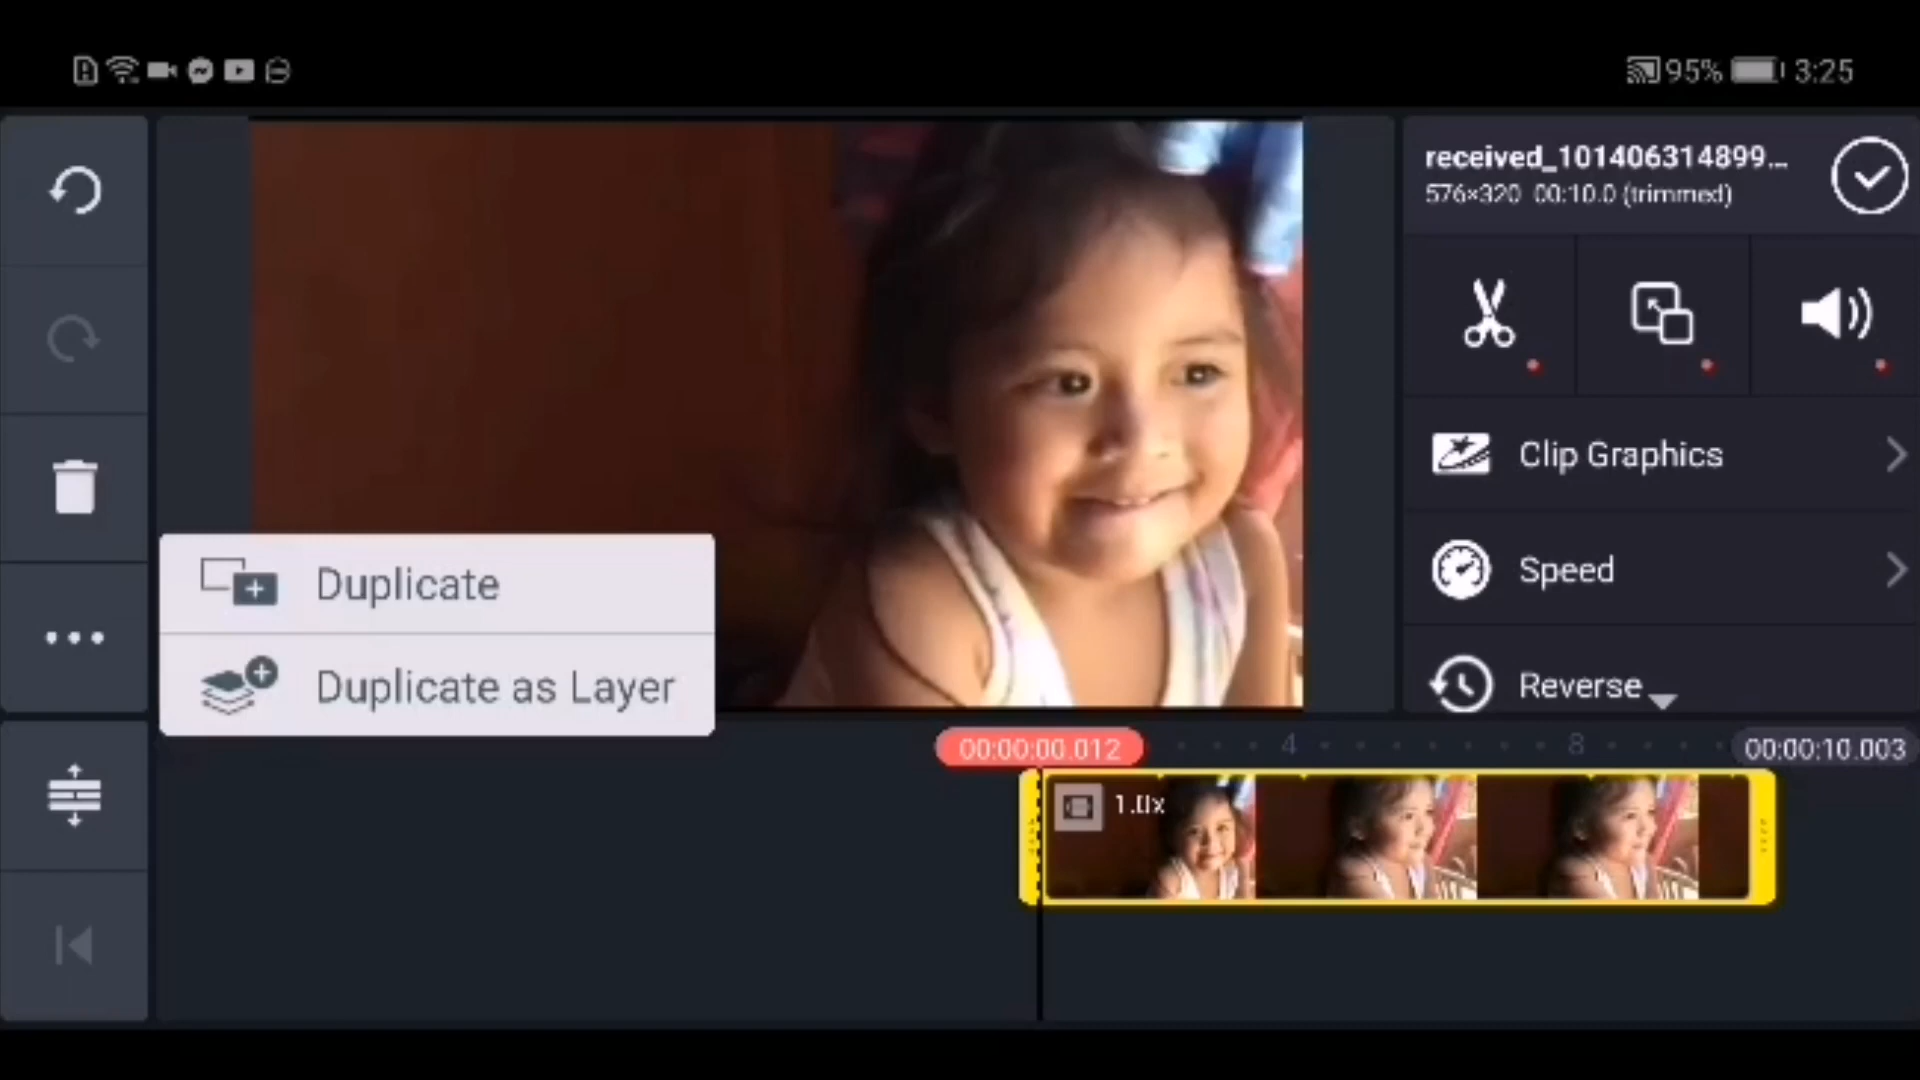 95% 3:25
received_101406314899...
576×320 00:10.0 (trimmed)
Clip Graphics
Speed
Reverse
Duplicate
Duplicate as Layer
00:00:00.012 4 8 00:00:10.003
1.0x